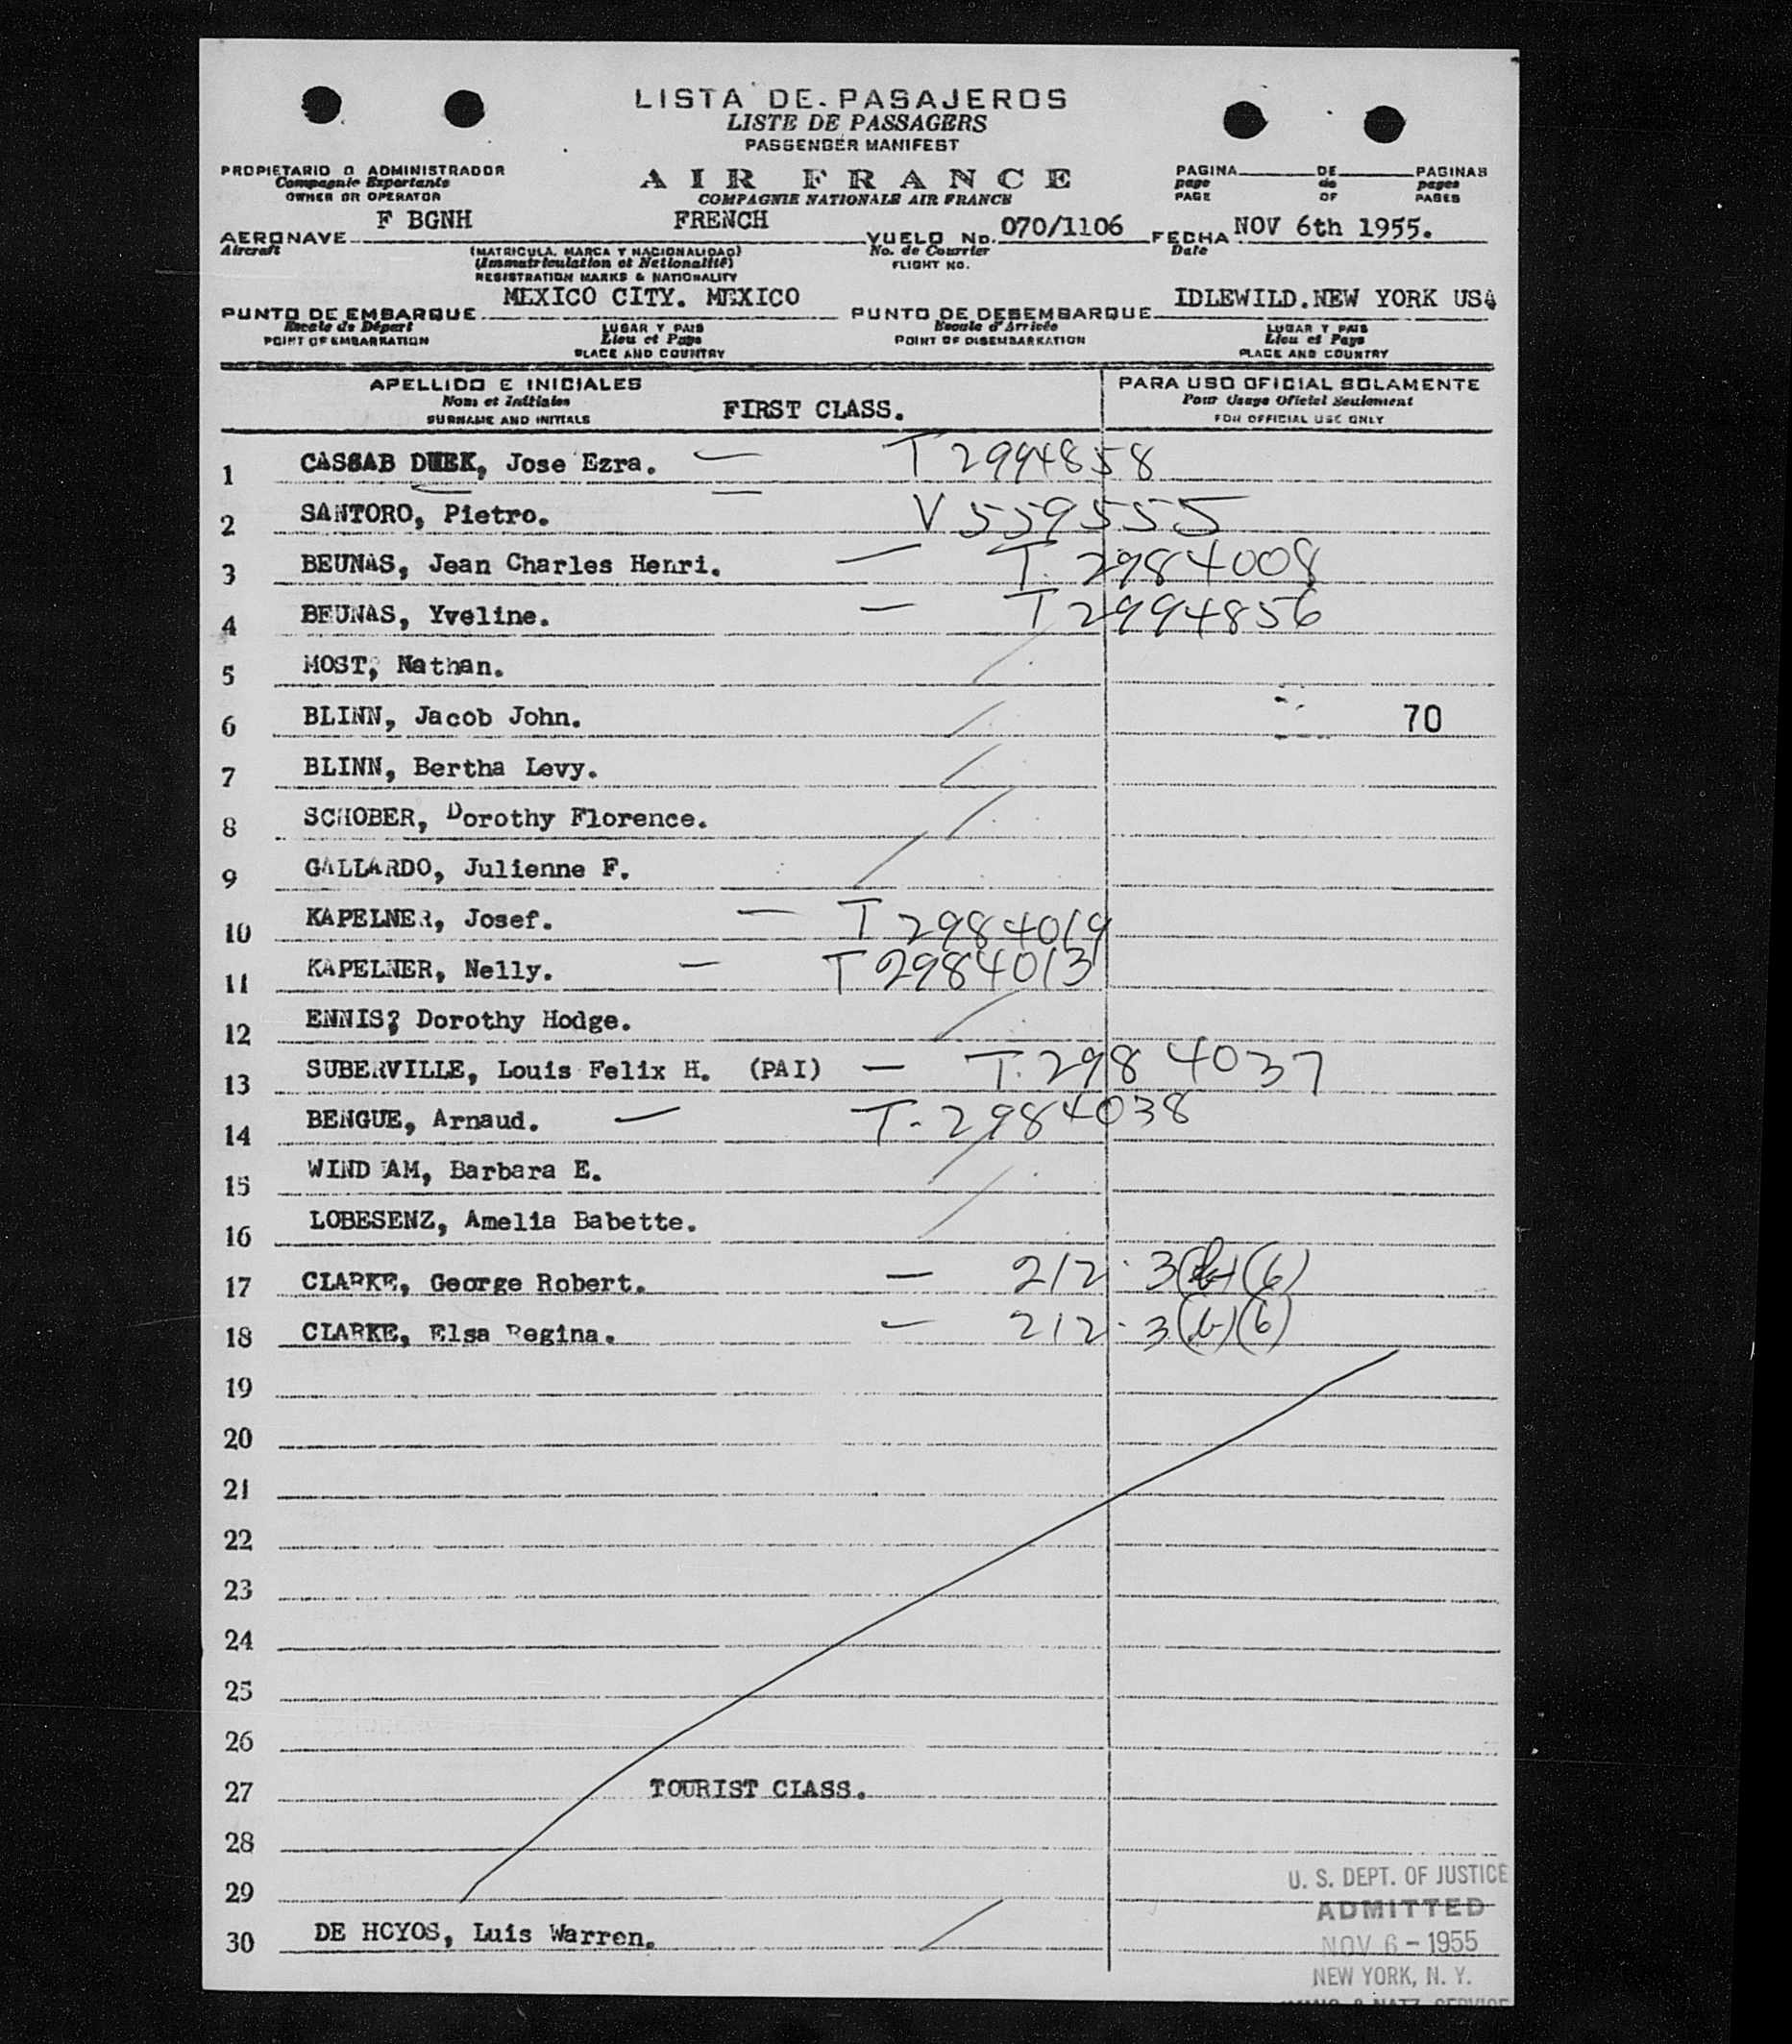 LISTA DE PASAJEROS
LISTE DE PASSAGERS
PASSENGER MANIFEST
PROPIETARIO O ADMINISTRADOR
Compagnie Exportante
OWNER OR OPERATOR
AIR FRANCE
COMPAGNIE NATIONALE AIR FRANCE
PAGINA DE PAGINAS
page de pages
PAGE OF PAGES
AERONAVE F BGNH FRENCH VUELO No. 070/1106 FECHA NOV 6th 1955.
Aircraft (MATRICULA, MARCA Y NACIONALIDAD) No. de Courrier Date
(Immatriculation et Nationalité) FLIGHT NO.
REGISTRATION MARKS & NATIONALITY
PUNTO DE EMBARQUE MEXICO CITY. MEXICO PUNTO DE DESEMBARQUE IDLEWILD.NEW YORK USA
Escale de Départ LUGAR Y PAIS Escale d'Arrivée LUGAR Y PAIS
POINT OF EMBARKATION Lieu et Pays POINT OF DISEMBARKATION Lieu et Pays
PLACE AND COUNTRY PLACE AND COUNTRY
APELLIDO E INICIALES PARA USO OFICIAL SOLAMENTE
Nom et Initiales FIRST CLASS. Pour Usage Oficiel Seulement
SURNAME AND INITIALS FOR OFFICIAL USE ONLY
1 CASSAB DWEK, Jose Ezra. — T 2994858
2 SANTORO, Pietro. V 559555
3 BEUNAS, Jean Charles Henri. — T. 2984008
4 BEUNAS, Yveline. — T 2994856
5 MOST, Nathan.
6 BLINN, Jacob John. 70
7 BLINN, Bertha Levy.
8 SCHOBER, Dorothy Florence.
9 GALLARDO, Julienne F.
10 KAPELNER, Josef. — T 2984019
11 KAPELNER, Nelly. — T 2984013
12 ENNIS? Dorothy Hodge.
13 SUBERVILLE, Louis Felix H. (PAI) — T. 2984037
14 BENGUE, Arnaud. — T. 2984038
15 WIND AM, Barbara E.
16 LOBESENZ, Amelia Babette.
17 CLARKE, George Robert. — 212.3(b)(6)
18 CLARKE, Elsa Regina. — 212.3(b)(6)
19
20
21
22
23
24
25
26
27 TOURIST CLASS.
28
29
30 DE HOYOS, Luis Warren.
U. S. DEPT. OF JUSTICE
ADMITTED
NOV 6 - 1955
NEW YORK, N. Y.